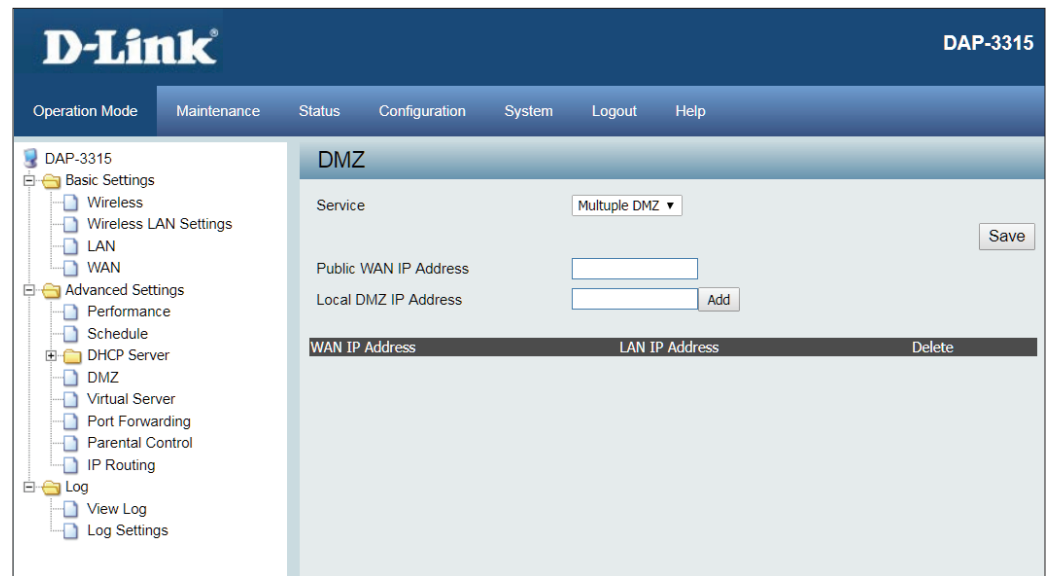 D-Link®
DAP-3315
Operation Mode Maintenance Status Configuration System Logout Help
DAP-3315
Basic Settings
Wireless
Wireless LAN Settings
LAN
WAN
Advanced Settings
Performance
Schedule
DHCP Server
DMZ
Virtual Server
Port Forwarding
Parental Control
IP Routing
Log
View Log
Log Settings
DMZ
Service Multuple DMZ ▼
Save
Public WAN IP Address
Local DMZ IP Address Add
WAN IP Address LAN IP Address Delete